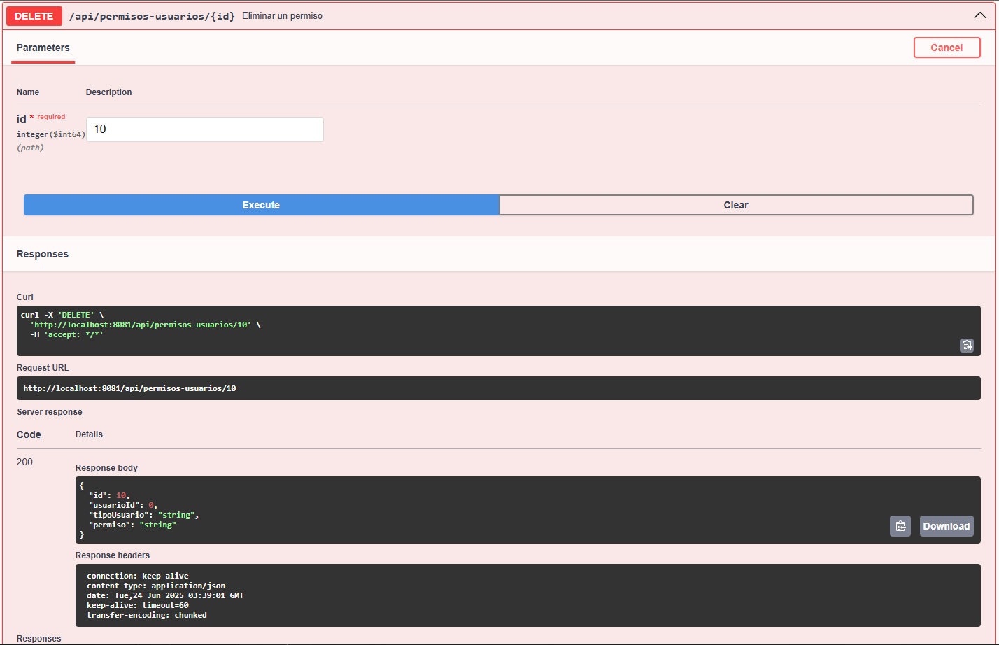 DELETE /api/permisos-usuarios/{id} Eliminar un permiso
Parameters
Cancel
Name Description
id * required
integer($int64)
(path)
10
Execute Clear
Responses
Curl
curl -X 'DELETE' \
  'http://localhost:8081/api/permisos-usuarios/10' \
  -H 'accept: */*'
Request URL
http://localhost:8081/api/permisos-usuarios/10
Server response
Code Details
200
Response body
{
  "id": 10,
  "usuarioId": 0,
  "tipoUsuario": "string",
  "permiso": "string"
}
Download
Response headers
connection: keep-alive
content-type: application/json
date: Tue,24 Jun 2025 03:39:01 GMT
keep-alive: timeout=60
transfer-encoding: chunked
Responses